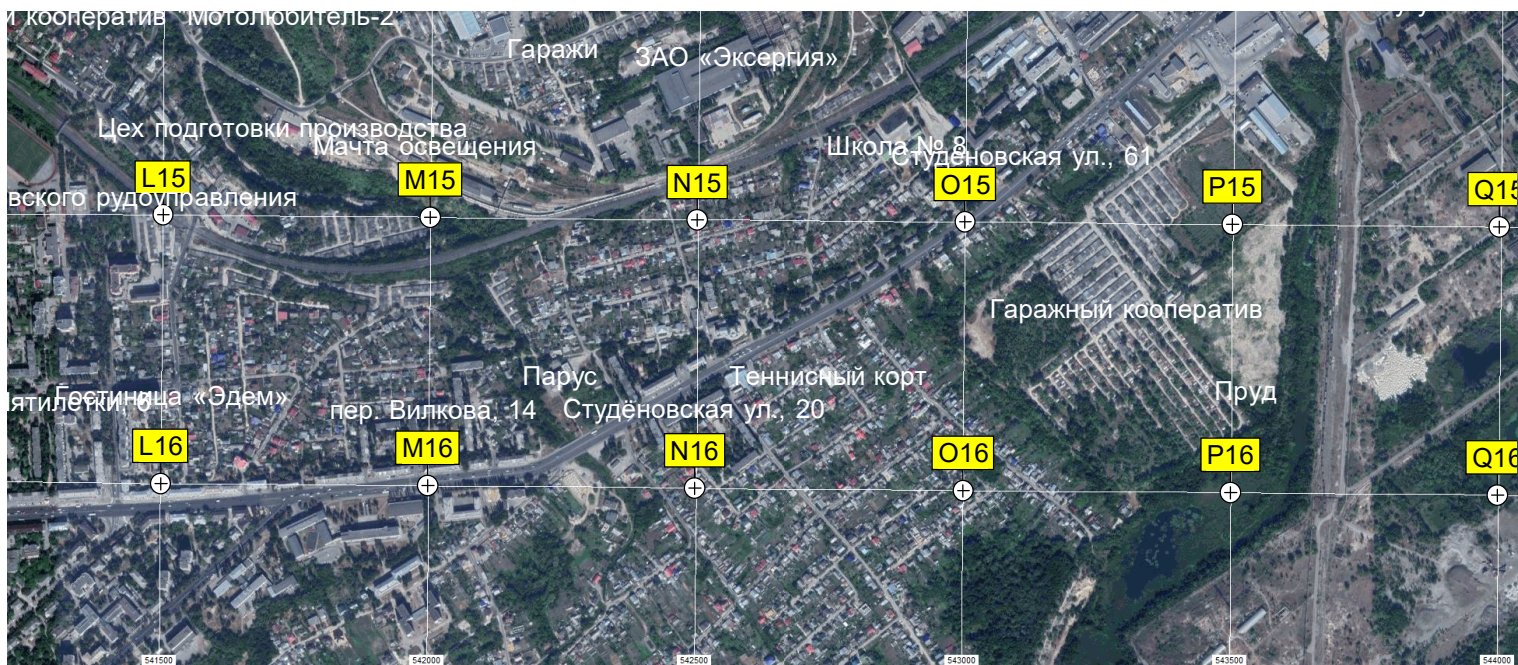 й кооператив "Мотолюбитель-2"
Гаражи
ЗАО «Эксергия»
Цех подготовки производства
Мачта освещения
Школа № 8
Студёновская ул., 61
L15
M15
N15
O15
P15
Q15
вского рудоуправления
Гаражный кооператив
Парус
Теннисный корт
Пруд
Гостиница «Эдем»
пятилетки, 6
пер. Вилкова, 14
Студёновская ул., 20
L16
M16
N16
O16
P16
Q16
541500
542000
542500
543000
543500
544000